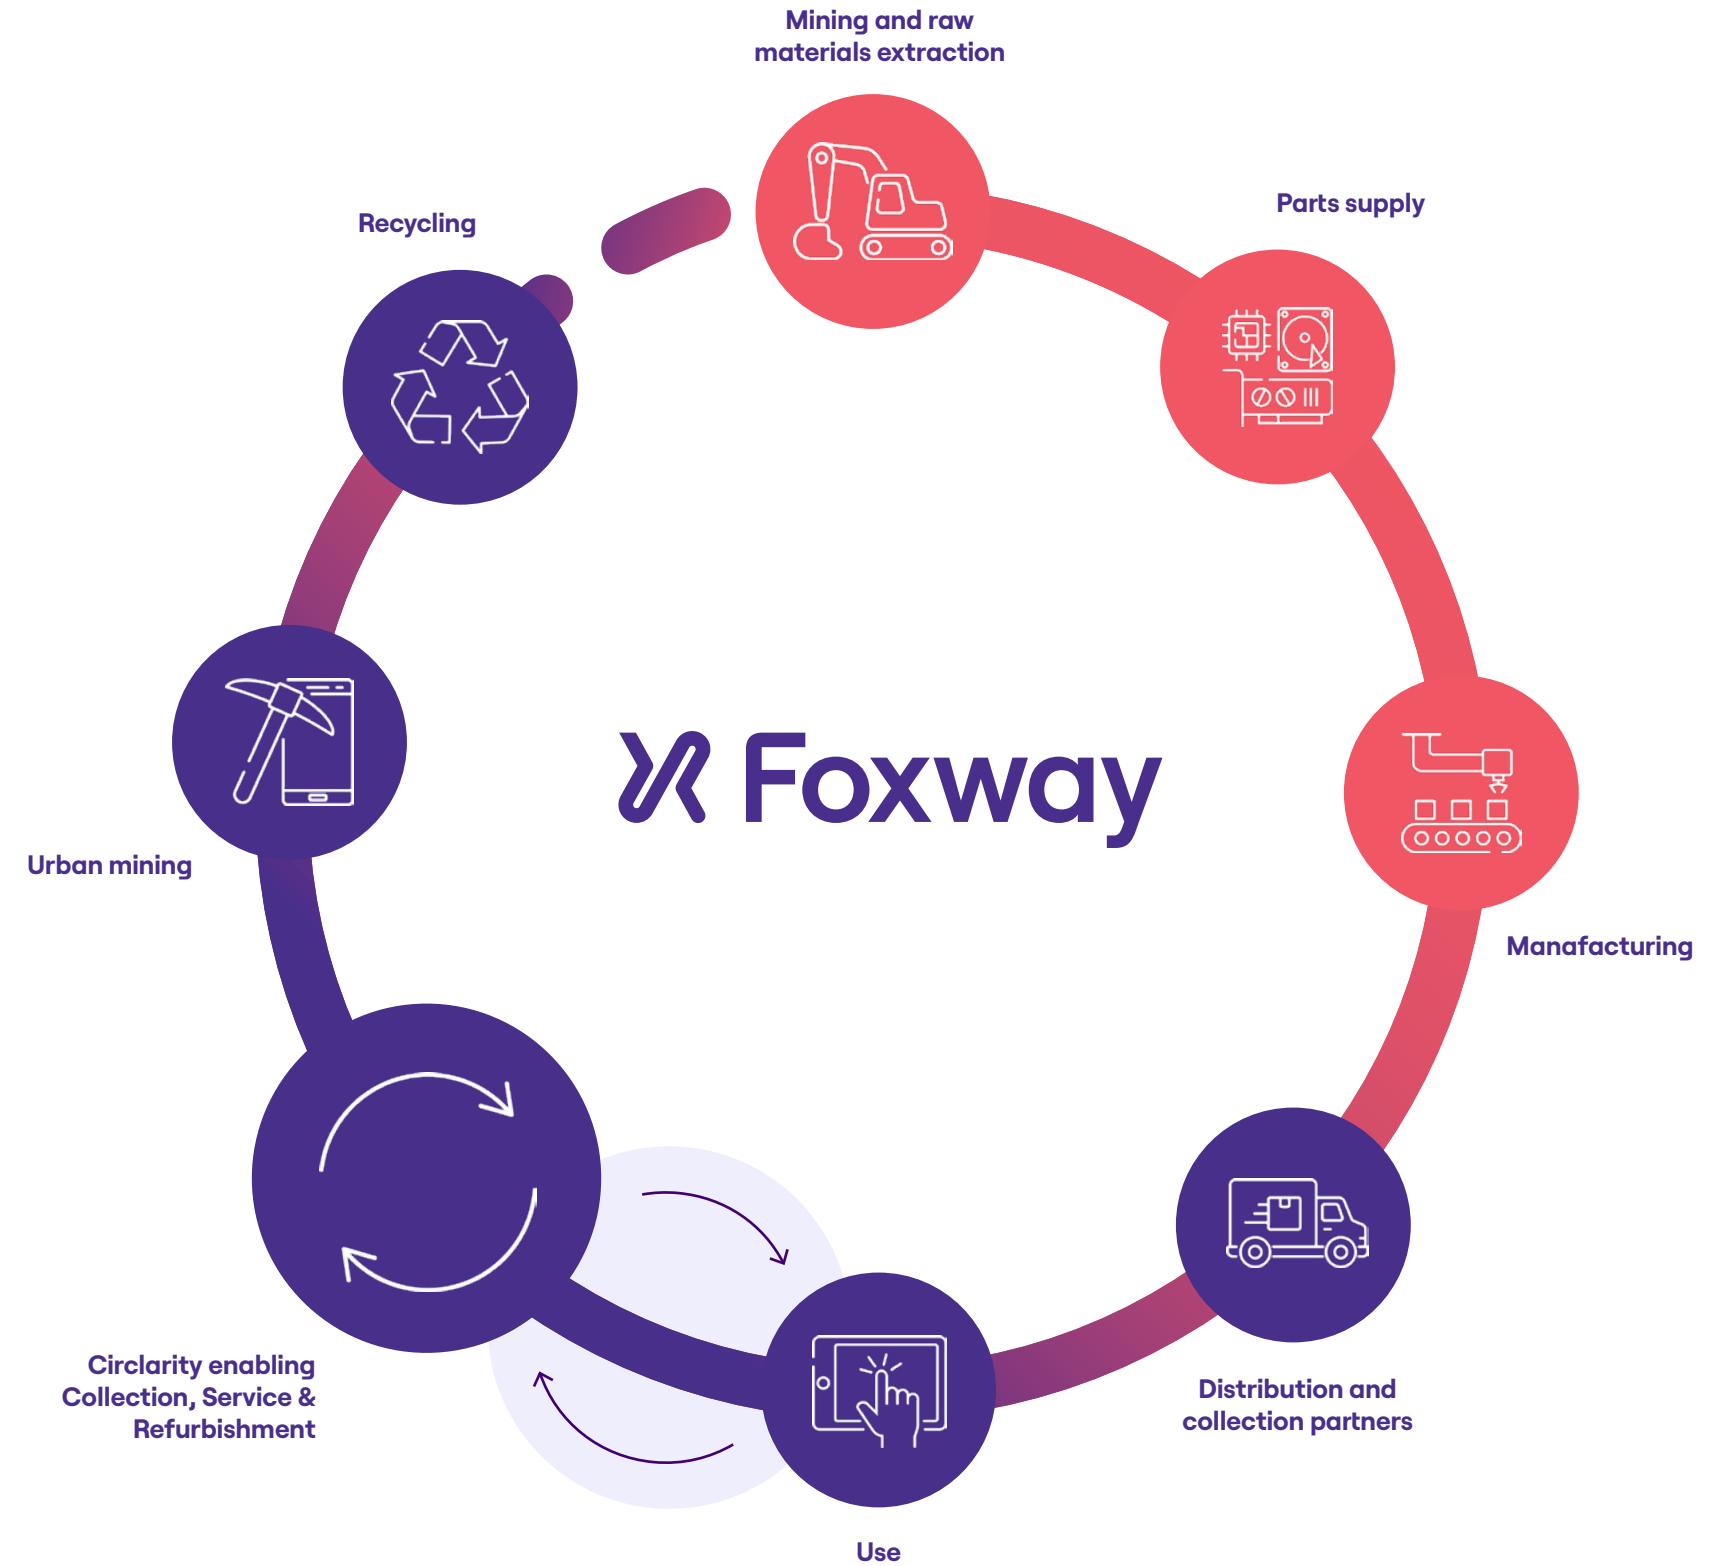 Mining and raw
materials extraction
Parts supply
Recycling
Foxway
Urban mining
Manafacturing
Circlarity enabling
Collection, Service &
Refurbishment
Distribution and
collection partners
Use